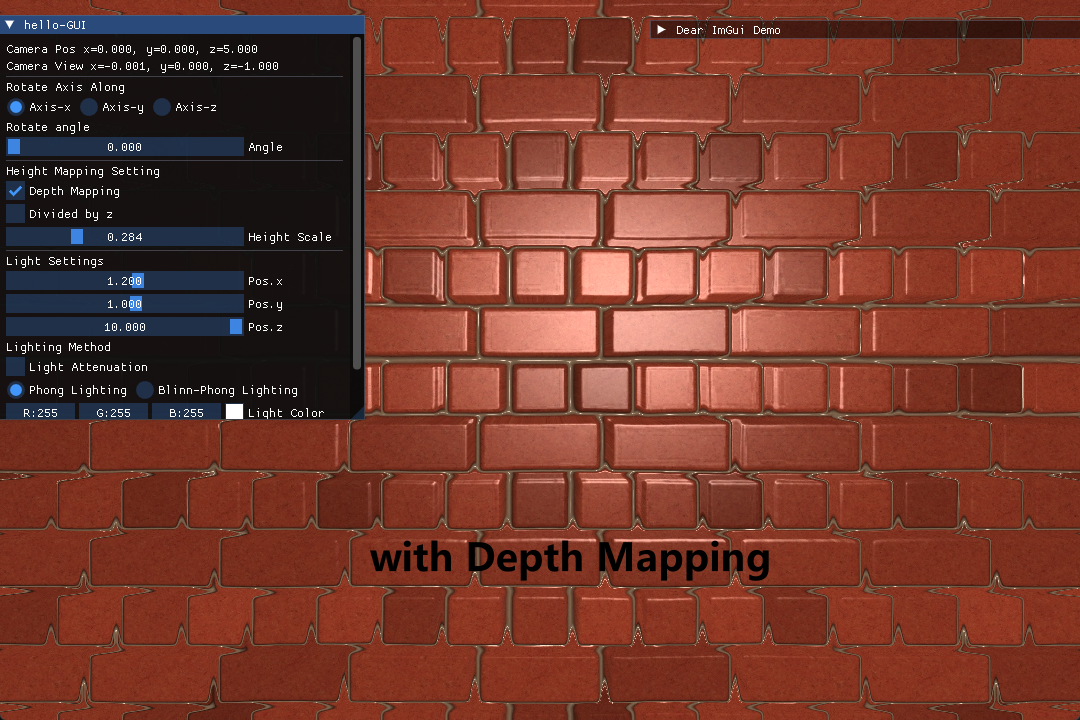 hello-GUI
Dear ImGui Demo
Camera Pos x=0.000, y=0.000, z=5.000
Camera View x=-0.001, y=0.000, z=-1.000
Rotate Axis Along
Axis-x Axis-y Axis-z
Rotate angle
0.000 Angle
Height Mapping Setting
Depth Mapping
Divided by z
0.284 Height Scale
Light Settings
1.200 Pos.x
1.000 Pos.y
10.000 Pos.z
Lighting Method
Light Attenuation
Phong Lighting Blinn-Phong Lighting
R:255 G:255 B:255 Light Color
with Depth Mapping